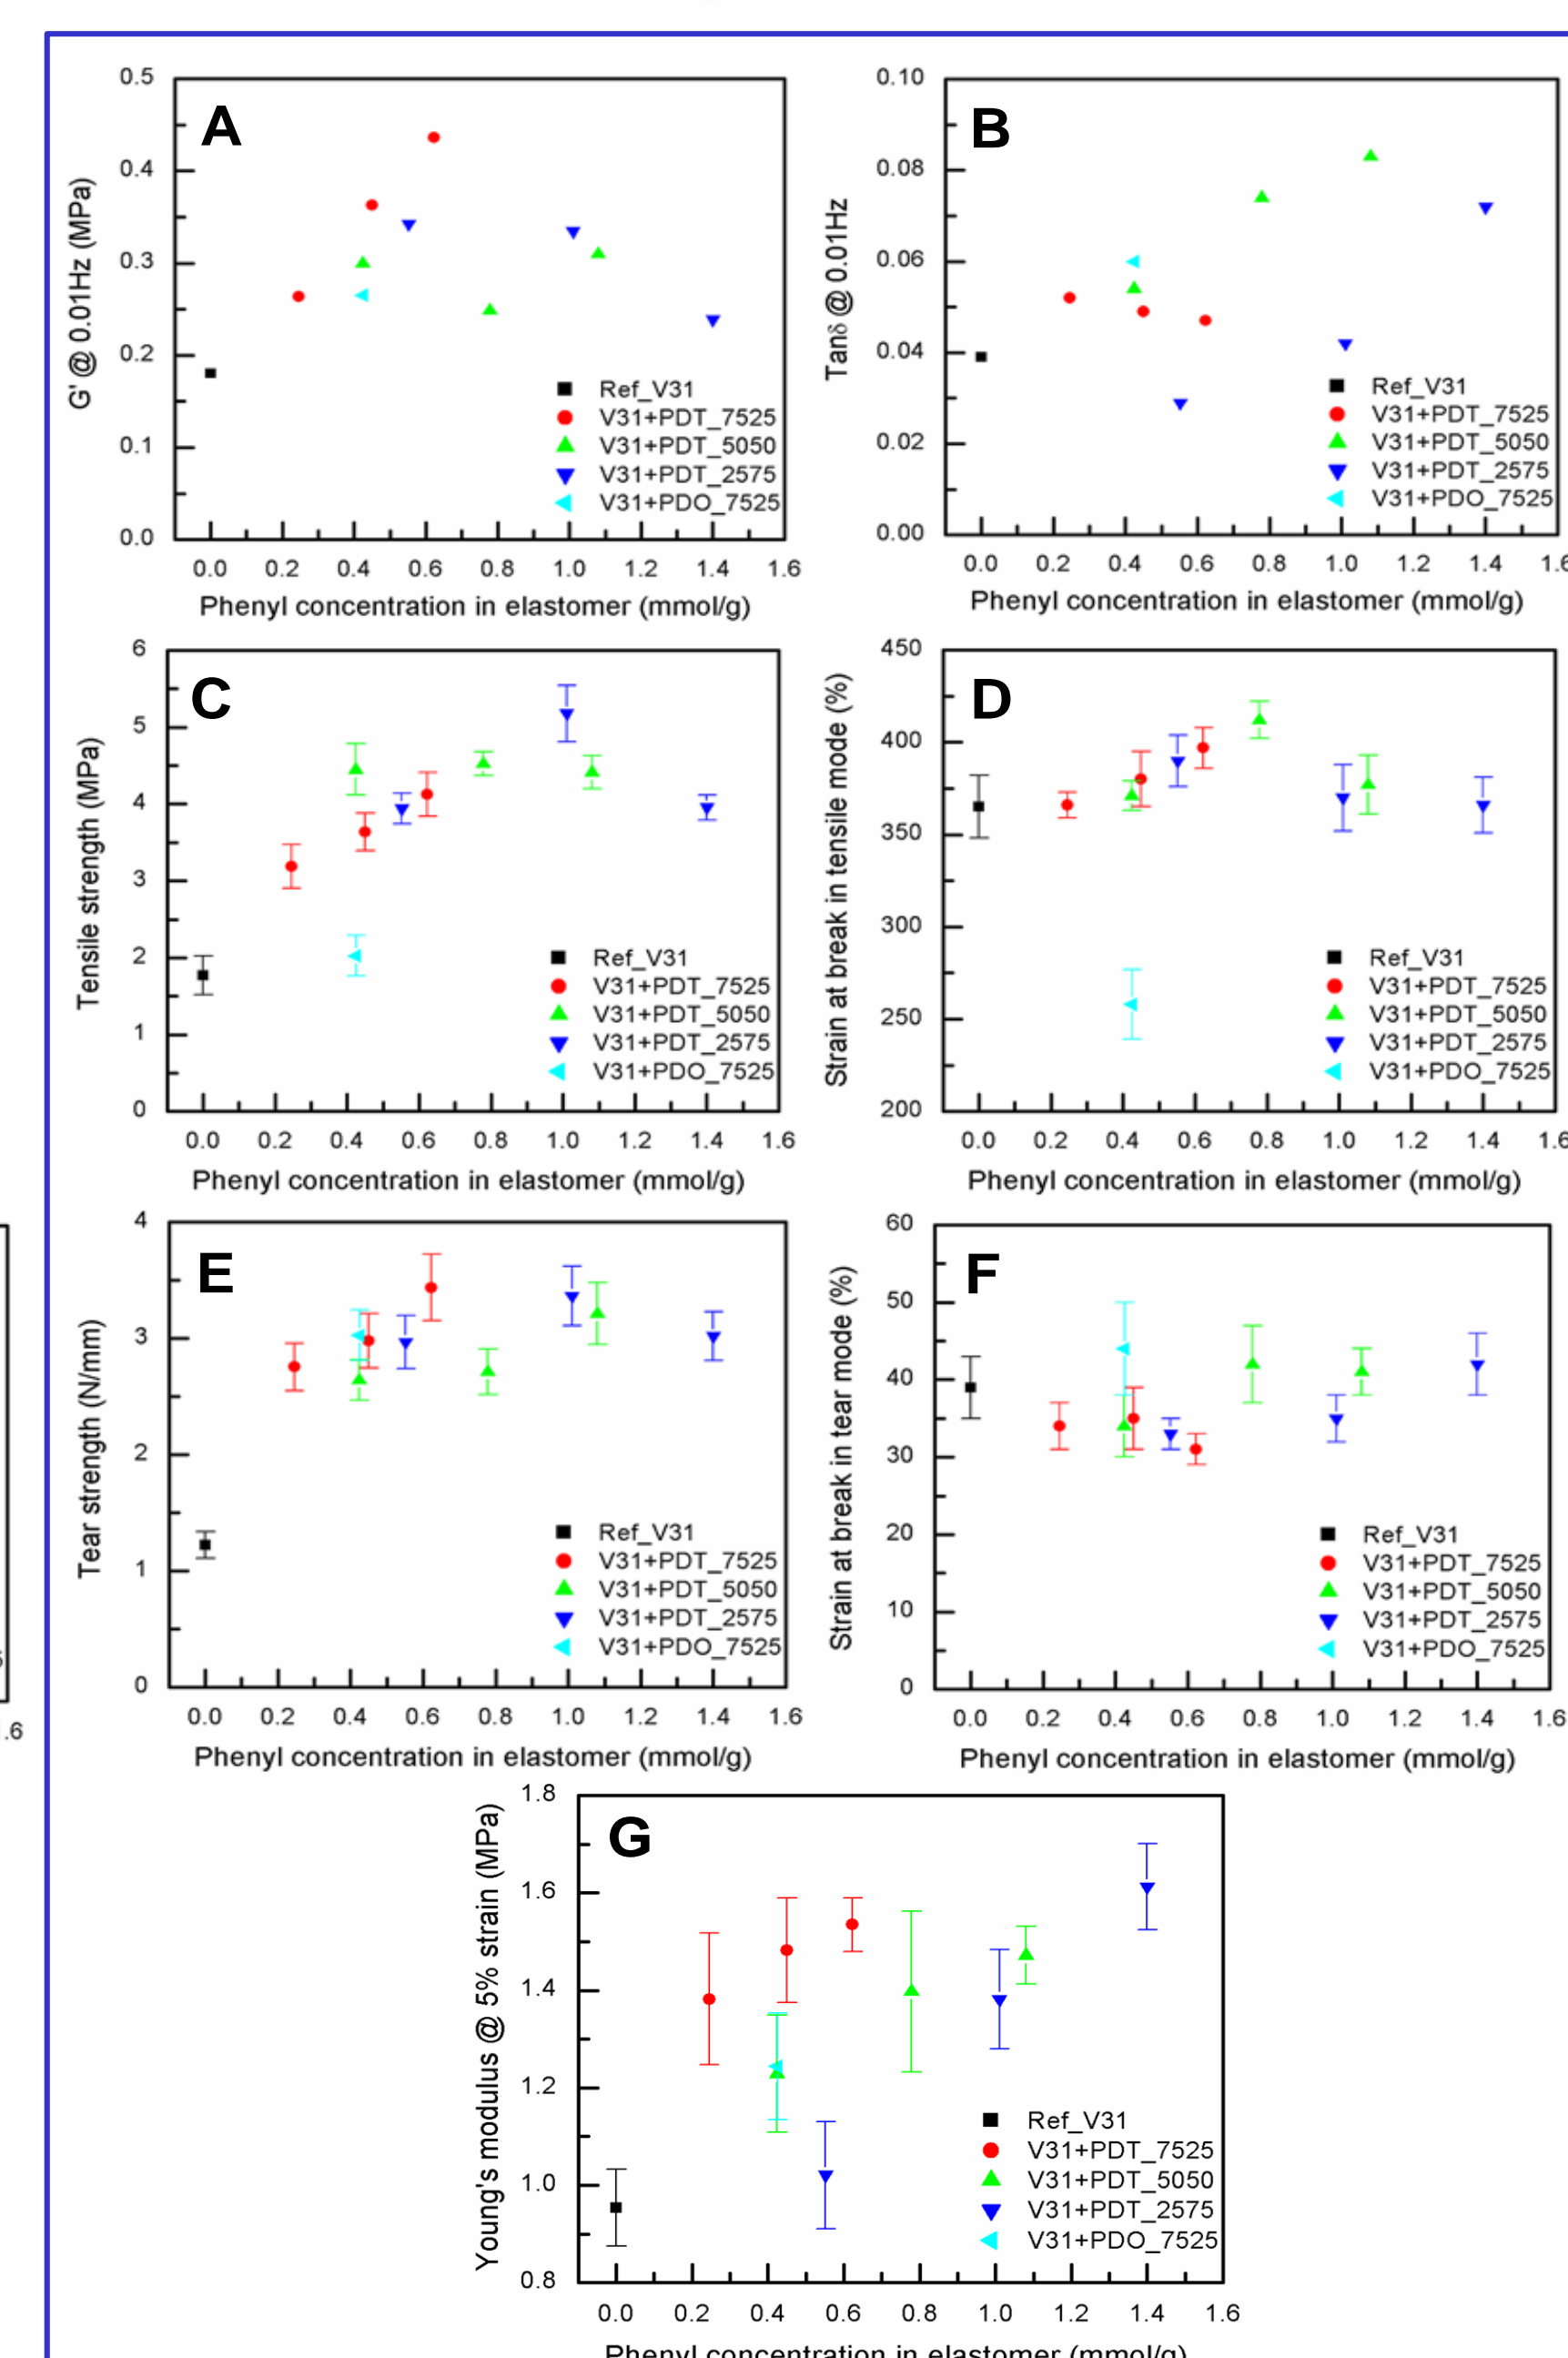 A
0.5
0.4
0.3
0.2
0.1
0.0
G' @ 0.01Hz (MPa)
Ref_V31
V31+PDT_7525
V31+PDT_5050
V31+PDT_2575
V31+PDO_7525
0.0 0.2 0.4 0.6 0.8 1.0 1.2 1.4 1.6
Phenyl concentration in elastomer (mmol/g)
B
0.10
0.08
0.06
0.04
0.02
0.00
Tanδ @ 0.01Hz
Ref_V31
V31+PDT_7525
V31+PDT_5050
V31+PDT_2575
V31+PDO_7525
0.0 0.2 0.4 0.6 0.8 1.0 1.2 1.4 1.6
Phenyl concentration in elastomer (mmol/g)
C
6
5
4
3
2
1
0
Tensile strength (MPa)
Ref_V31
V31+PDT_7525
V31+PDT_5050
V31+PDT_2575
V31+PDO_7525
0.0 0.2 0.4 0.6 0.8 1.0 1.2 1.4 1.6
Phenyl concentration in elastomer (mmol/g)
D
450
400
350
300
250
200
Strain at break in tensile mode (%)
Ref_V31
V31+PDT_7525
V31+PDT_5050
V31+PDT_2575
V31+PDO_7525
0.0 0.2 0.4 0.6 0.8 1.0 1.2 1.4 1.6
Phenyl concentration in elastomer (mmol/g)
E
4
3
2
1
0
Tear strength (N/mm)
Ref_V31
V31+PDT_7525
V31+PDT_5050
V31+PDT_2575
V31+PDO_7525
0.0 0.2 0.4 0.6 0.8 1.0 1.2 1.4 1.6
Phenyl concentration in elastomer (mmol/g)
F
60
50
40
30
20
10
0
Strain at break in tear mode (%)
Ref_V31
V31+PDT_7525
V31+PDT_5050
V31+PDT_2575
V31+PDO_7525
0.0 0.2 0.4 0.6 0.8 1.0 1.2 1.4 1.6
Phenyl concentration in elastomer (mmol/g)
.6
G
1.8
1.6
1.4
1.2
1.0
0.8
Young's modulus @ 5% strain (MPa)
Ref_V31
V31+PDT_7525
V31+PDT_5050
V31+PDT_2575
V31+PDO_7525
0.0 0.2 0.4 0.6 0.8 1.0 1.2 1.4 1.6
Phenyl concentration in elastomer (mmol/g)